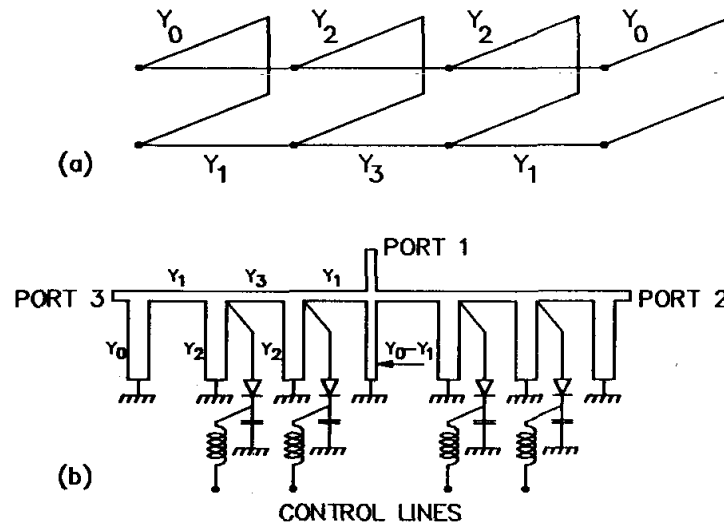 Y0 Y2 Y2 Y0
(a)
Y1 Y3 Y1
PORT 1
Y1 Y3 Y1
PORT 3 PORT 2
Y0 Y2 Y2 Y0-Y1
(b)
CONTROL LINES